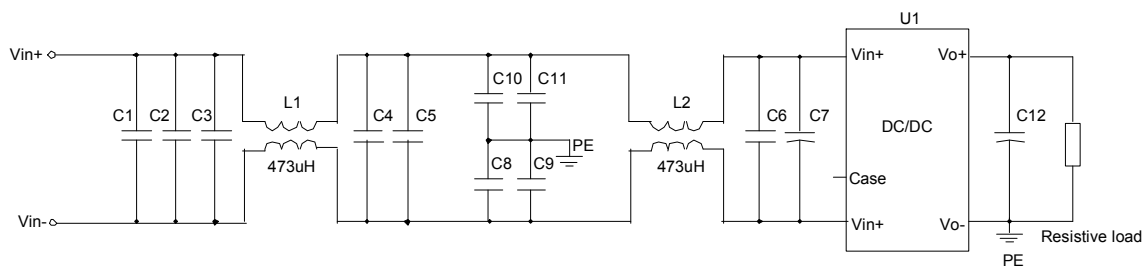 U1
Vin+
Vin+
Vo+
C1
C2
C3
L1
473uH
C4
C5
C10
C11
PE
C8
C9
L2
473uH
C6
C7
DC/DC
Case
C12
Vin-
Vin+
Vo-
PE
Resistive load